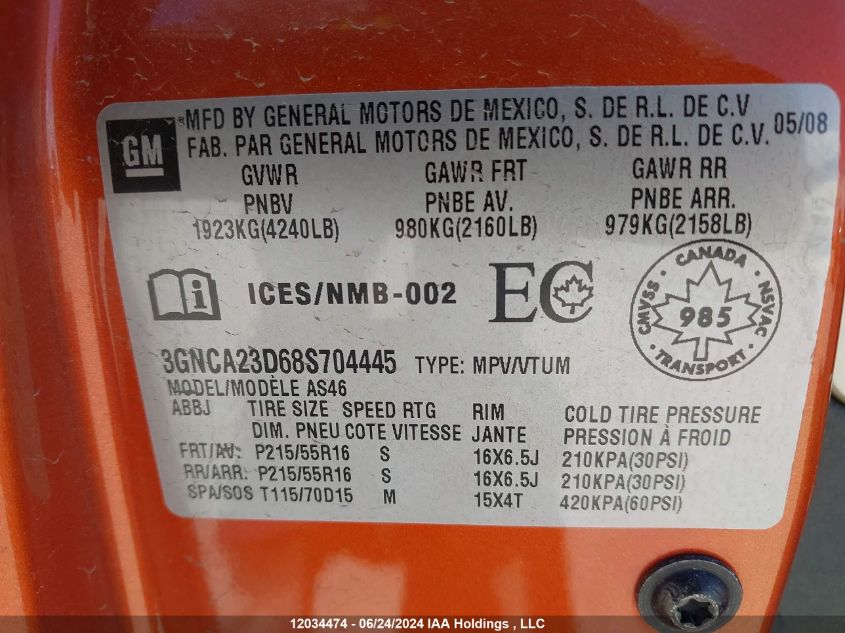 MFD BY GENERAL MOTORS DE MEXICO, S. DE R.L. DE C.V
FAB. PAR GENERAL MOTORS DE MEXICO, S. DE R.L. DE C.V. 05/08
GM
GVWR GAWR FRT GAWR RR
PNBV PNBE AV. PNBE ARR.
1923KG(4240LB) 980KG(2160LB) 979KG(2158LB)
i ICES/NMB-002 EC
CANADA
CMVSS 985 NSVAC
TRANSPORT
3GNCA23D68S704445 TYPE: MPV/VTUM
MODEL/MODÈLE AS46
ABBJ TIRE SIZE SPEED RTG RIM COLD TIRE PRESSURE
DIM. PNEU COTE VITESSE JANTE PRESSION À FROID
FRT/AV: P215/55R16 S 16X6.5J 210KPA(30PSI)
RR/ARR: P215/55R16 S 16X6.5J 210KPA(30PSI)
SPA/SOS T115/70D15 M 15X4T 420KPA(60PSI)
12034474 - 06/24/2024 IAA Holdings , LLC